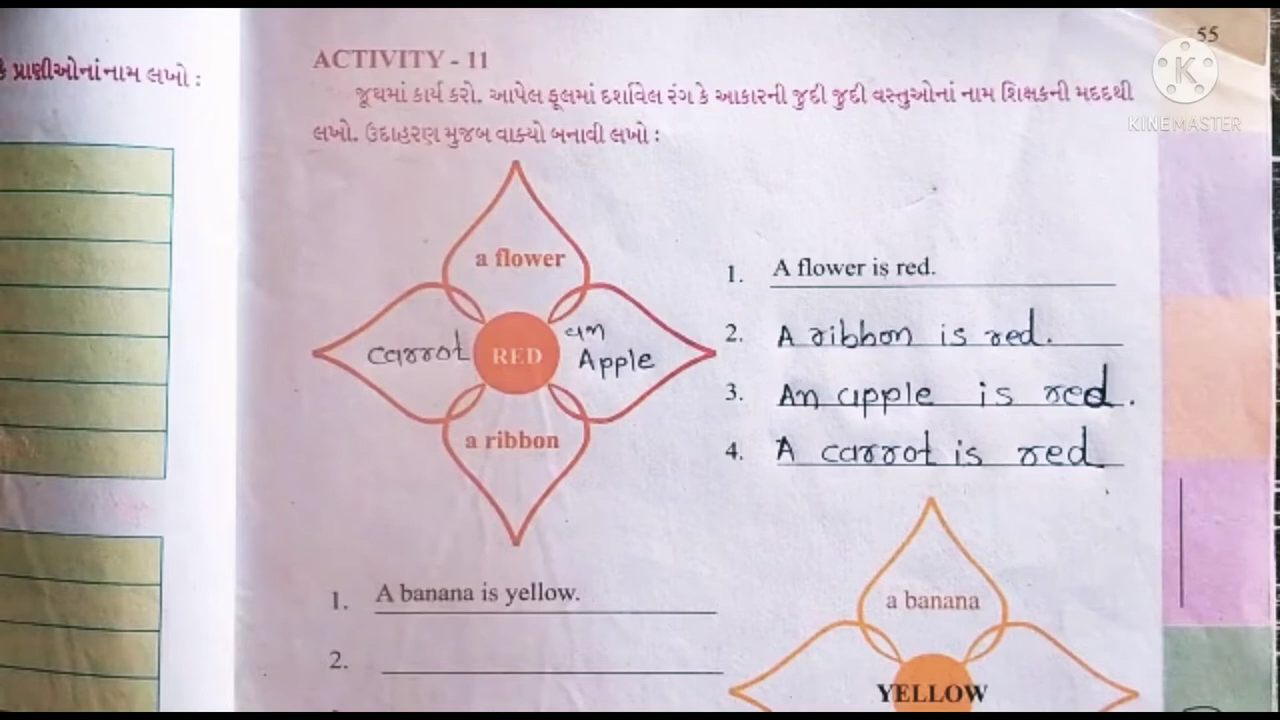 55
KINEMASTER
ે પ્રાણીઓનાં નામ લખો :
ACTIVITY - 11
જૂથમાં કાર્ય કરો. આપેલ ફૂલમાં દર્શાવેલ રંગ કે આકારની જુદી જુદી વસ્તુઓનાં નામ શિક્ષકની મદદથી
લખો. ઉદાહરણ મુજબ વાક્યો બનાવી લખો :
a flower
carrot
RED
an
Apple
a ribbon
1. A flower is red.
2. A ribbon is red.
3. An apple is red.
4. A carrot is red
1. A banana is yellow.
2.
a banana
YELLOW